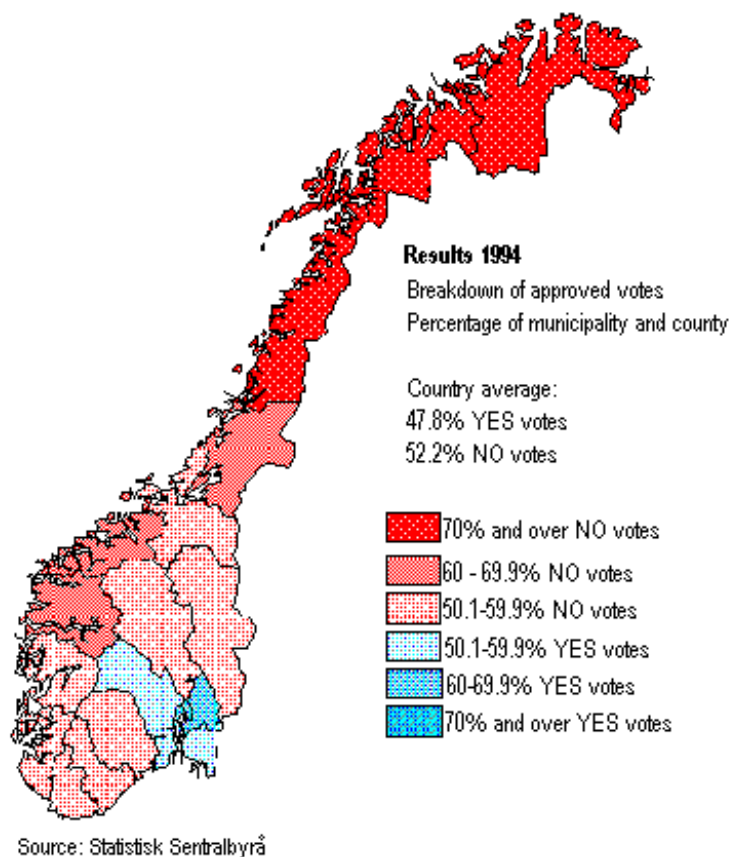 Results 1994
Breakdown of approved votes
Percentage of municipality and county
Country average:
47.8% YES votes
52.2% NO votes
70% and over NO votes
60 - 69.9% NO votes
50.1-59.9% NO votes
50.1-59.9% YES votes
60-69.9% YES votes
70% and over YES votes
Source: Statistisk Sentralbyrå